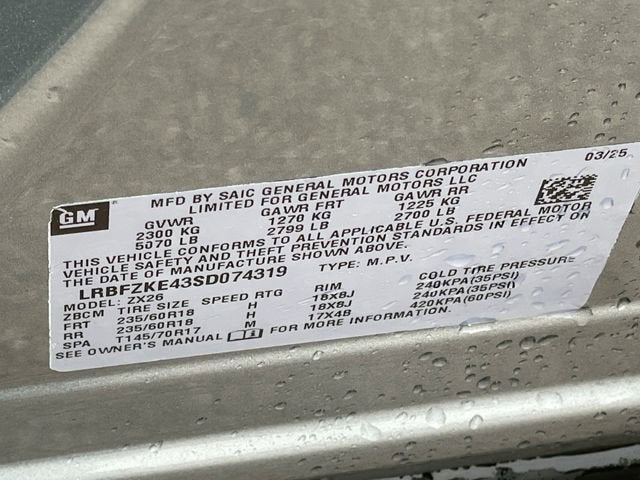 GM
03/25
MFD BY SAIC GENERAL MOTORS CORPORATION
LIMITED FOR GENERAL MOTORS LLC
GVWR GAWR FRT GAWR RR
2300 KG 1270 KG 1225 KG
5070 LB 2799 LB 2700 LB
THIS VEHICLE CONFORMS TO ALL APPLICABLE U.S. FEDERAL MOTOR
VEHICLE SAFETY AND THEFT PREVENTION STANDARDS IN EFFECT ON
THE DATE OF MANUFACTURE SHOWN ABOVE.
LRBFZKE43SD074319 TYPE: M.P.V.
MODEL: ZX26
ZBCM TIRE SIZE SPEED RTG RIM COLD TIRE PRESSURE
FRT 235/60R18 H 18X8J 240KPA(35PSI)
RR 235/60R18 H 18X8J 240KPA(35PSI)
SPA T145/70R17 M 17X4B 420KPA(60PSI)
SEE OWNER'S MANUAL FOR MORE INFORMATION.